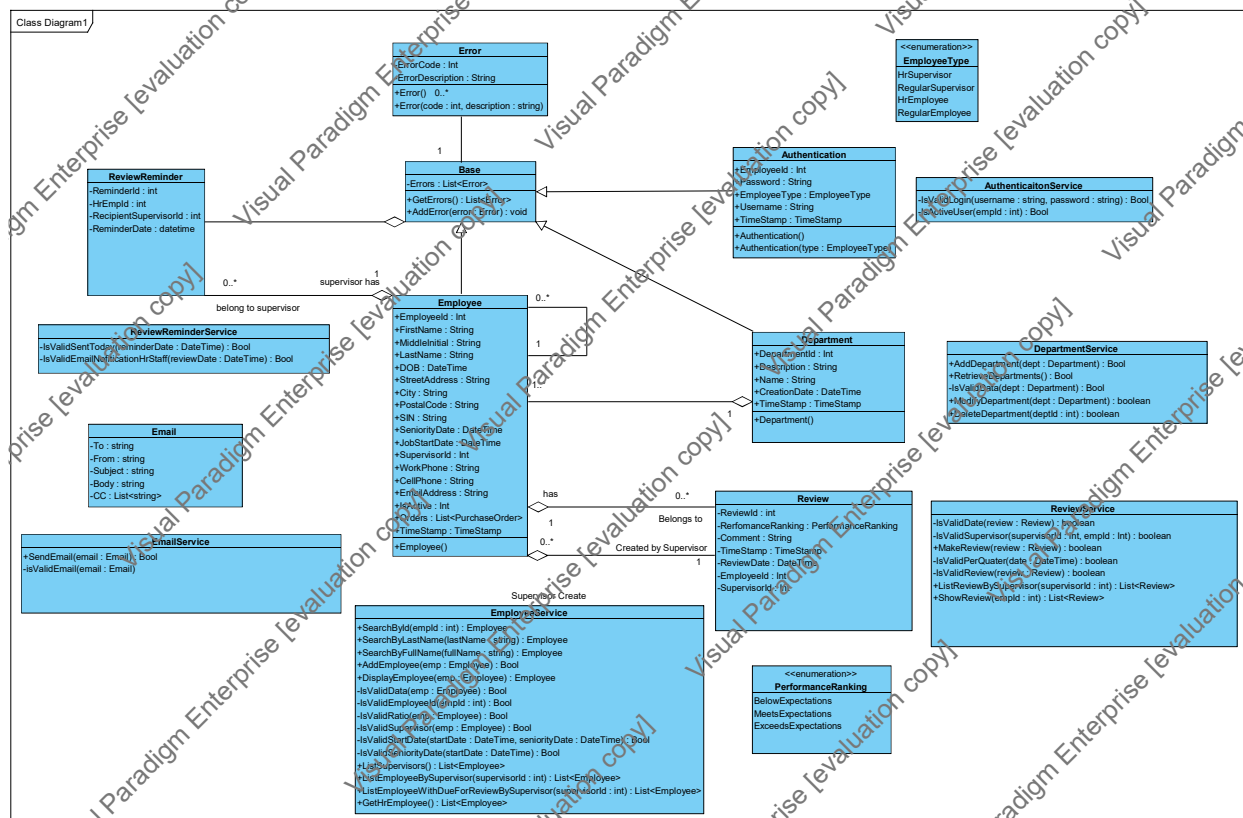 Class Diagram1
Error
-ErrorCode : Int
-ErrorDescription : String
+Error() 0..*
+Error(code : int, description : string)
1
<<enumeration>>
EmployeeType
HrSupervisor
RegularSupervisor
HrEmployee
RegularEmployee
ReviewReminder
-ReminderId : int
-HrEmpId : int
-RecipientSupervisorId : int
-ReminderDate : datetime
Base
-Errors : List<Error>
+GetErrors() : List<Error>
+AddError(error : Error) : void
Authentication
+EmployeeId : Int
-Password : String
+EmployeeType : EmployeeType
+Username : String
+TimeStamp : TimeStamp
+Authentication()
+Authentication(type : EmployeeType)
AuthenticaitonService
-IsValidLogin(username : string, password : string) : Bool
-IsActiveUser(empId : int) : Bool
0..*
supervisor has
1
belong to supervisor
ReviewReminderService
-IsValidSentToday(reminderDate : DateTime) : Bool
-IsValidEmailNotificationHrStaff(reviewDate : DateTime) : Bool
Employee
+EmployeeId : Int
+FirstName : String
+MiddleInitial : String
+LastName : String
+DOB : DateTime
+StreetAddress : String
+City : String
+PostalCode : String
+SIN : String
+SeniorityDate : DateTime
+JobStartDate : DateTime
+SupervisorId : Int
+WorkPhone : String
+CellPhone : String
+EmailAddress : String
+IsActive : Int
+Orders : List<PurchaseOrder>
+TimeStamp : TimeStamp
+Employee()
0..*
1
1
Department
+DepartmentId : Int
+Description : String
+Name : String
+CreationDate : DateTime
+TimeStamp : TimeStamp
+Department()
DepartmentService
+AddDepartment(dept : Department) : Bool
+RetrieveDepartments() : Bool
-IsValidData(dept : Department) : Bool
+ModifyDepartment(dept : Department) : boolean
+DeleteDepartment(deptId : int) : boolean
Email
-To : string
-From : string
-Subject : string
-Body : string
-CC : List<string>
EmailService
+SendEmail(email : Email) : Bool
-isValidEmail(email : Email)
has
0..*
1
Belongs to
0..*
Created by Supervisor
1
Supervisor Create
Review
-ReviewId : int
-RerfomanceRanking : PerformanceRanking
-Comment : String
-TimeStamp : TimeStamp
-ReviewDate : DateTime
-EmployeeId : Int
-SupervisorId : Int
ReviewService
-IsValidDate(review : Review) : boolean
-IsValidSupervisor(supervisorId : int, empId : int) : boolean
+MakeReview(review : Review) : boolean
-IsValidPerQuater(date : DateTime) : boolean
-IsValidReview(review : Review) : boolean
+ListReviewBySupervisor(supervisorId : int) : List<Review>
+ShowReview(empId : int) : List<Review>
EmployeeService
+SearchById(empId : int) : Employee
+SearchByLastName(lastName : string) : Employee
+SearchByFullName(fullName : string) : Employee
+AddEmployee(emp : Employee) : Bool
+DisplayEmployee(emp : Employee) : Employee
-IsValidData(emp : Employee) : Bool
-IsValidEmployeeId(empId : int) : Bool
-IsValidRatio(emp : Employee) : Bool
-IsValidSupervisor(emp : Employee) : Bool
-IsValidStartDate(startDate : DateTime, seniorityDate : DateTime) : Bool
-IsValidSeniorityDate(startDate : DateTime) : Bool
+ListSupervisors() : List<Employee>
+ListEmployeeBySupervisor(supervisorId : int) : List<Employee>
+ListEmployeeWithDueForReviewBySupervisor(supervisorId : int) : List<Employee>
+GetHrEmployee() : List<Employee>
<<enumeration>>
PerformanceRanking
BelowExpectations
MeetsExpectations
ExceedsExpectations
Visual Paradigm Enterprise [evaluation copy]